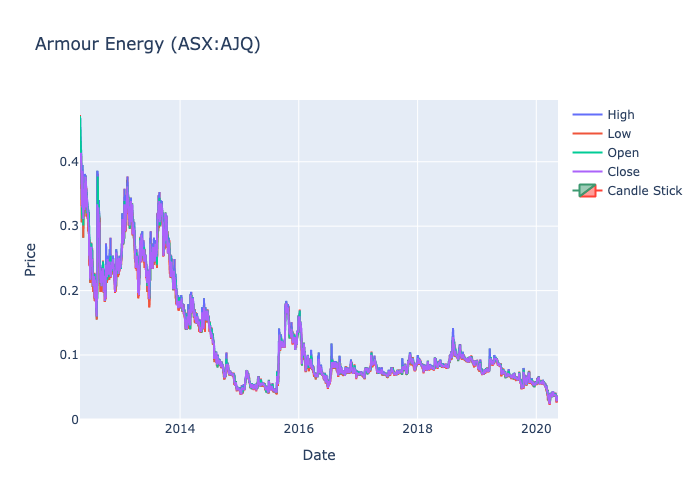 Armour Energy (ASX:AJQ)
High
Low
Open
Close
Candle Stick
0.4
0.3
0.2
0.1
0
Price
2014
2016
2018
2020
Date